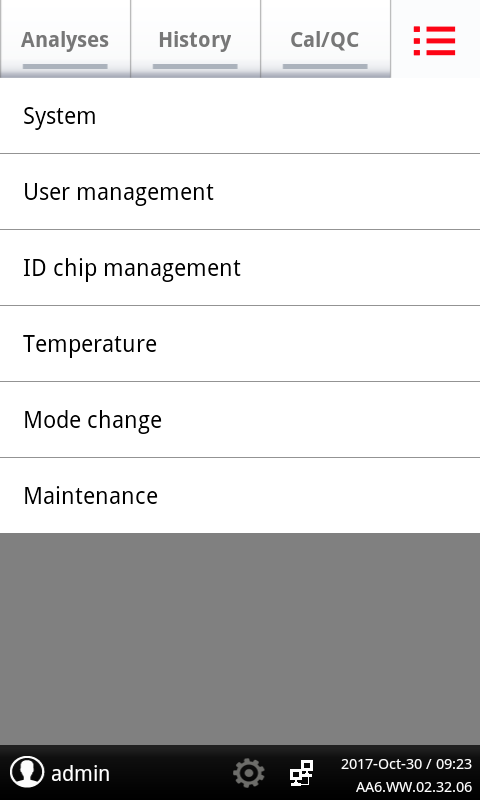 Analyses History Cal/QC
System
User management
ID chip management
Temperature
Mode change
Maintenance
admin
2017-Oct-30 / 09:23
AA6.WW.02.32.06